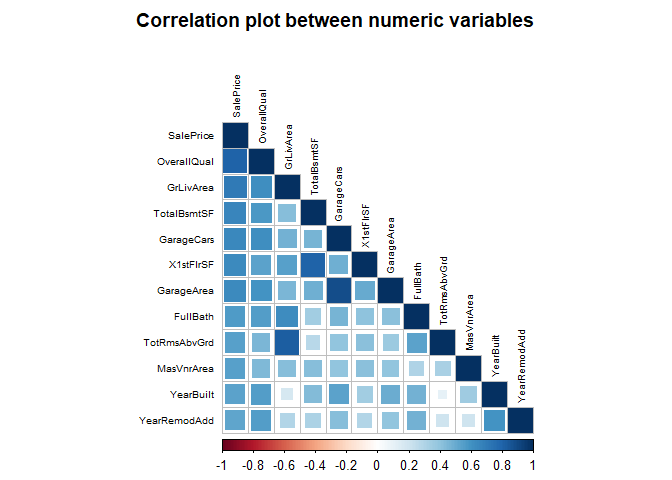 Correlation plot between numeric variables
SalePrice
OverallQual
GrLivArea
TotalBsmtSF
GarageCars
X1stFlrSF
GarageArea
FullBath
TotRmsAbvGrd
MasVnrArea
YearBuilt
YearRemodAdd
SalePrice
OverallQual
GrLivArea
TotalBsmtSF
GarageCars
X1stFlrSF
GarageArea
FullBath
TotRmsAbvGrd
MasVnrArea
YearBuilt
YearRemodAdd
-1 -0.8 -0.6 -0.4 -0.2 0 0.2 0.4 0.6 0.8 1